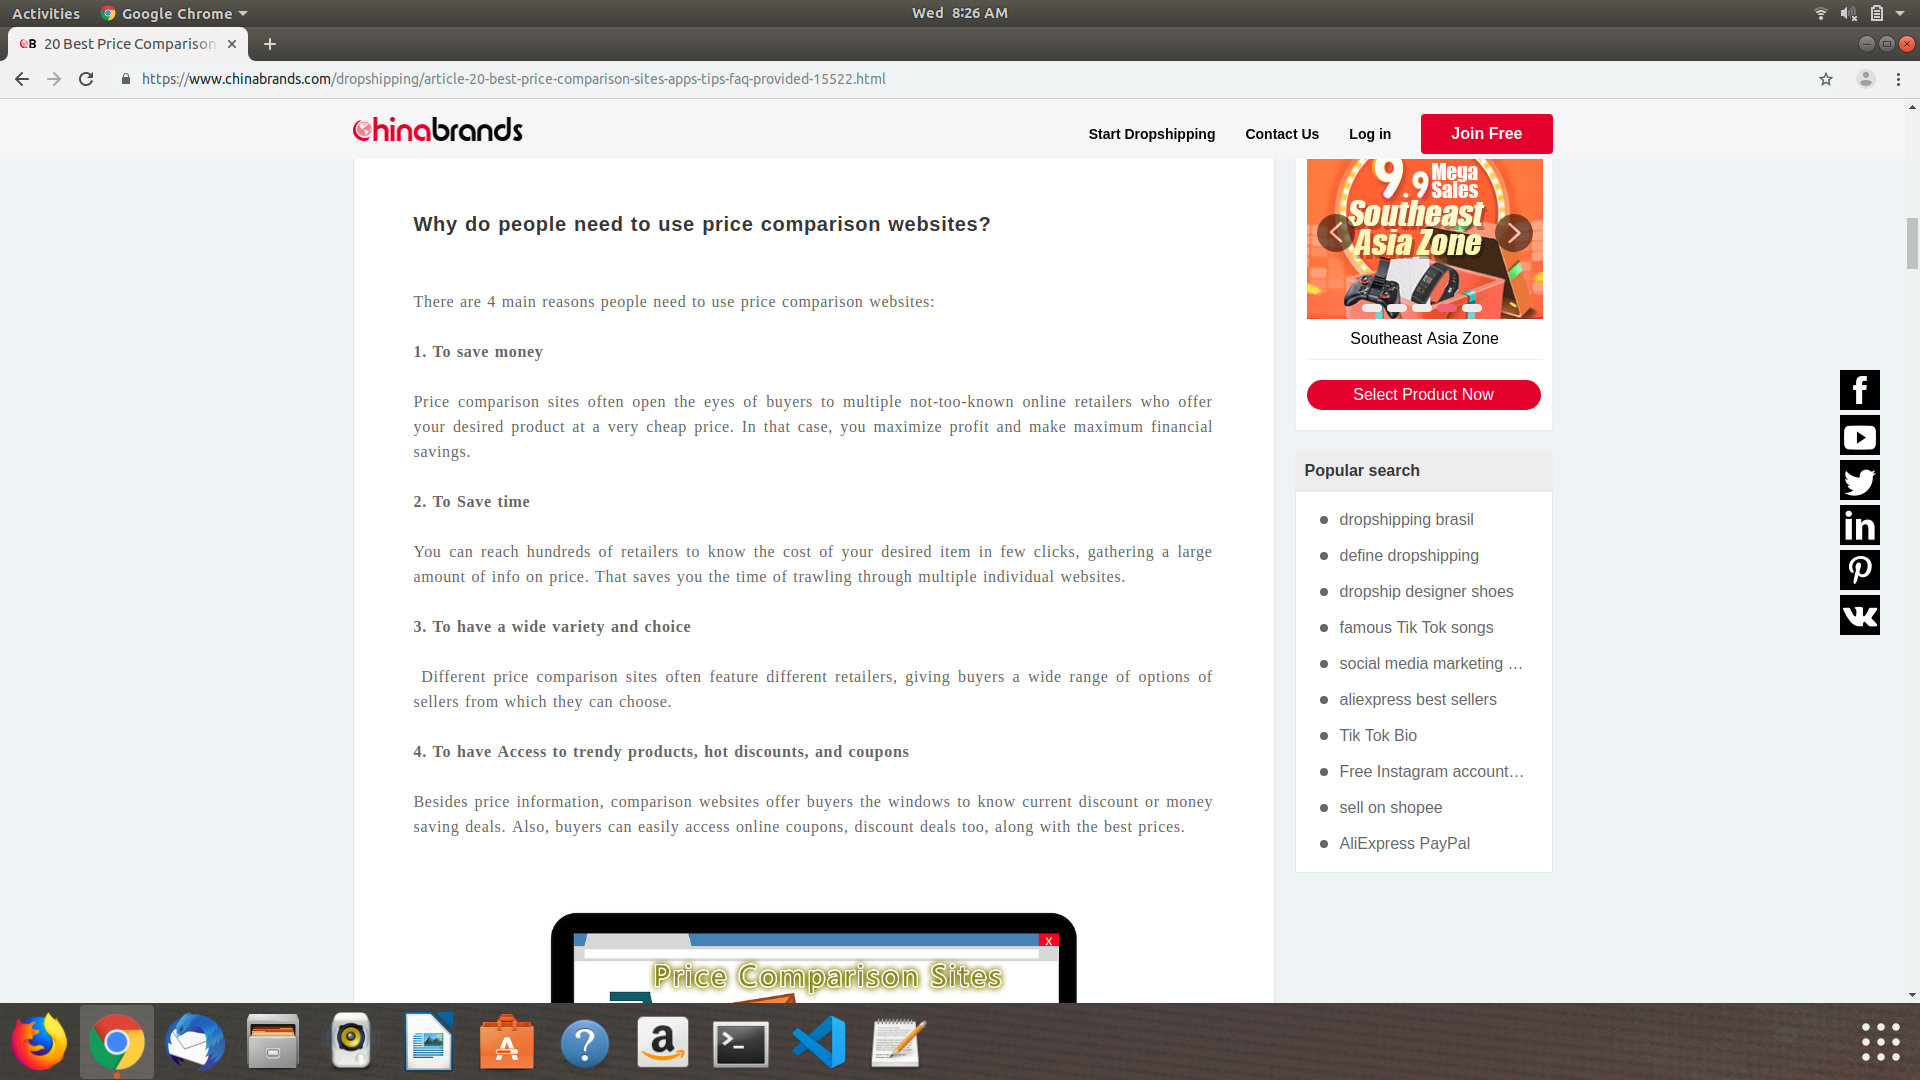 Activities
Google Chrome
Wed 8:26 AM
20 Best Price Comparison
https://www.chinabrands.com/dropshipping/article-20-best-price-comparison-sites-apps-tips-faq-provided-15522.html
Chinabrands
Start Dropshipping
Contact Us
Log in
Join Free
Why do people need to use price comparison websites?
There are 4 main reasons people need to use price comparison websites:
1. To save money
Price comparison sites often open the eyes of buyers to multiple not-too-known online retailers who offer
your desired product at a very cheap price. In that case, you maximize profit and make maximum financial
savings.
2. To Save time
You can reach hundreds of retailers to know the cost of your desired item in few clicks, gathering a large
amount of info on price. That saves you the time of trawling through multiple individual websites.
3. To have a wide variety and choice
Different price comparison sites often feature different retailers, giving buyers a wide range of options of
sellers from which they can choose.
4. To have Access to trendy products, hot discounts, and coupons
Besides price information, comparison websites offer buyers the windows to know current discount or money
saving deals. Also, buyers can easily access online coupons, discount deals too, along with the best prices.
X
Price Comparison Sites
9.9 Mega
Sales
Southeast
Asia Zone
Southeast Asia Zone
Select Product Now
Popular search
dropshipping brasil
define dropshipping
dropship designer shoes
famous Tik Tok songs
social media marketing …
aliexpress best sellers
Tik Tok Bio
Free Instagram account…
sell on shopee
AliExpress PayPal